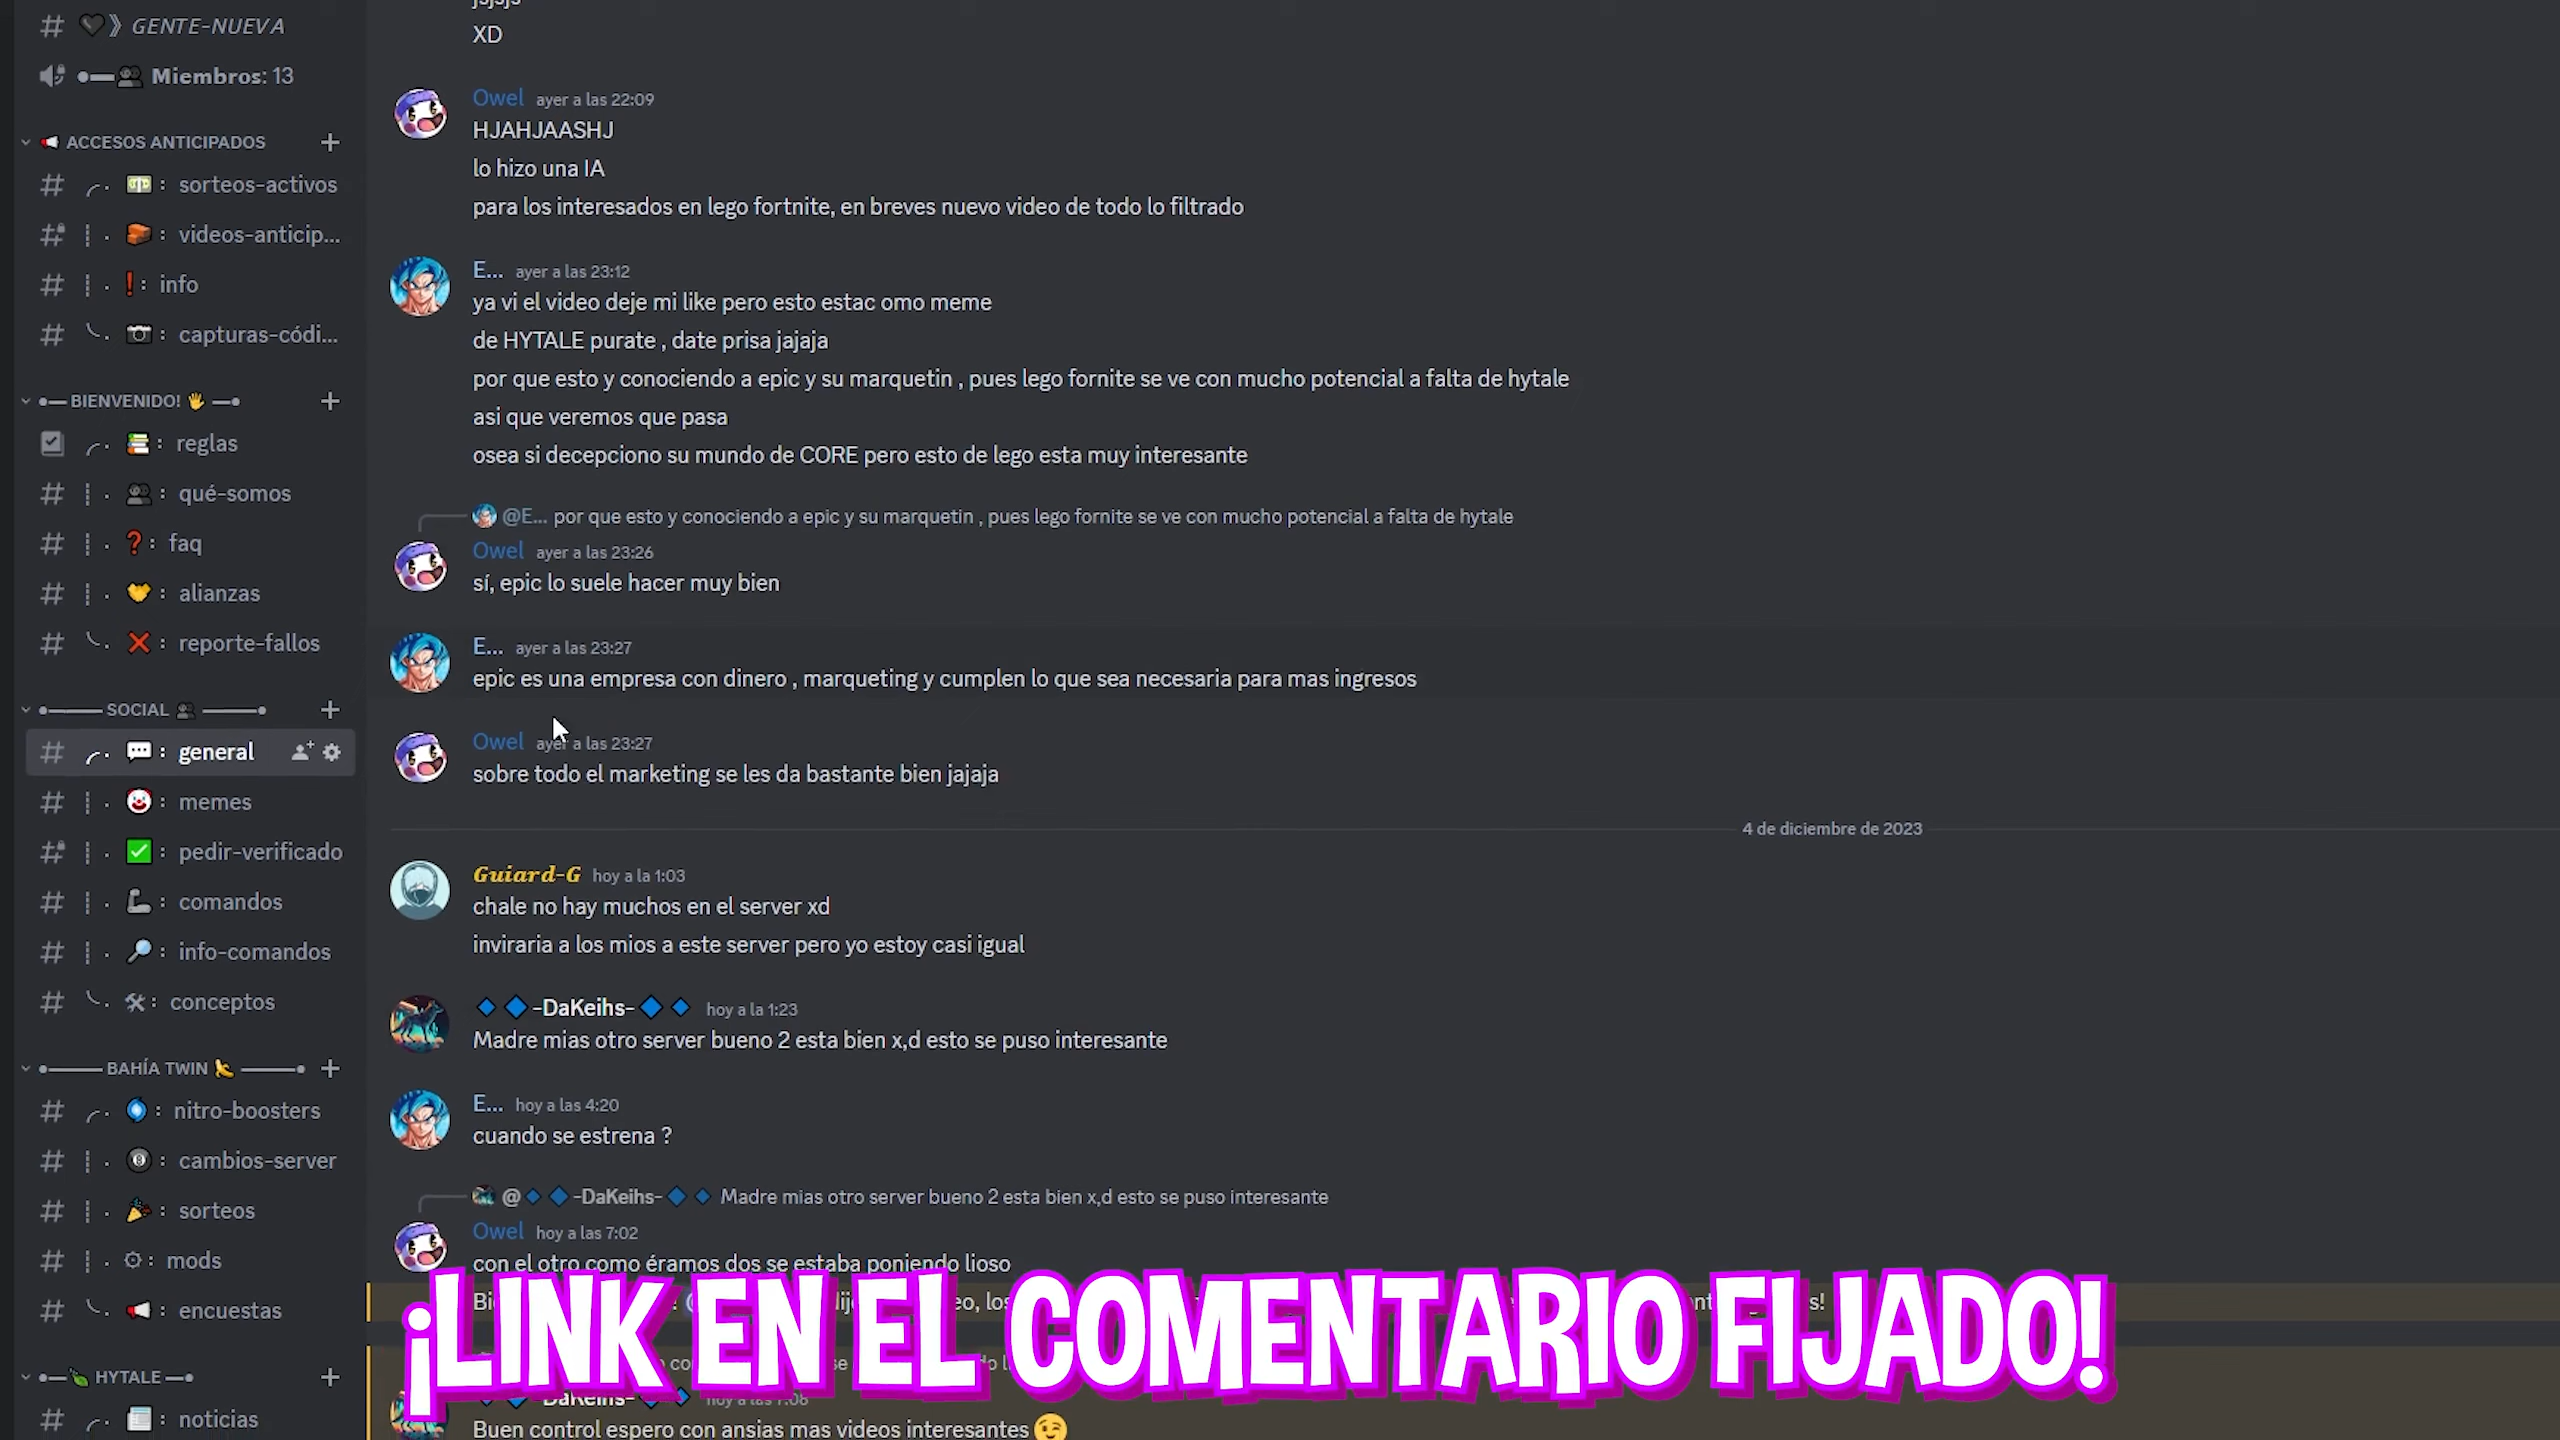 GENTE-NUEVA
Miembros: 13
ACCESOS ANTICIPADOS
sorteos-activos
videos-anticip...
info
capturas-códi...
BIENVENIDO!
reglas
qué-somos
faq
alianzas
reporte-fallos
SOCIAL
general
memes
pedir-verificado
comandos
info-comandos
conceptos
BAHÍA TWIN
nitro-boosters
cambios-server
sorteos
mods
encuestas
HYTALE
noticias
XD
Owel ayer a las 22:09
HJAHJAASHJ
lo hizo una IA
para los interesados en lego fortnite, en breves nuevo video de todo lo filtrado
E... ayer a las 23:12
ya vi el video deje mi like pero esto estac omo meme
de HYTALE purate , date prisa jajaja
por que esto y conociendo a epic y su marquetin , pues lego fornite se ve con mucho potencial a falta de hytale
asi que veremos que pasa
osea si decepciono su mundo de CORE pero esto de lego esta muy interesante
@E... por que esto y conociendo a epic y su marquetin , pues lego fornite se ve con mucho potencial a falta de hytale
Owel ayer a las 23:26
sí, epic lo suele hacer muy bien
E... ayer a las 23:27
epic es una empresa con dinero , marqueting y cumplen lo que sea necesaria para mas ingresos
Owel ayer a las 23:27
sobre todo el marketing se les da bastante bien jajaja
4 de diciembre de 2023
Guiard-G hoy a la 1:03
chale no hay muchos en el server xd
inviraria a los mios a este server pero yo estoy casi igual
-DaKeihs- hoy a la 1:23
Madre mias otro server bueno 2 esta bien x,d esto se puso interesante
E... hoy a las 4:20
cuando se estrena ?
@ -DaKeihs- Madre mias otro server bueno 2 esta bien x,d esto se puso interesante
Owel hoy a las 7:02
con el otro como éramos dos se estaba poniendo lioso
¡LINK EN EL COMENTARIO FIJADO!
-DaKeihs- hoy a las 7:08
Buen control espero con ansias mas videos interesantes 😉